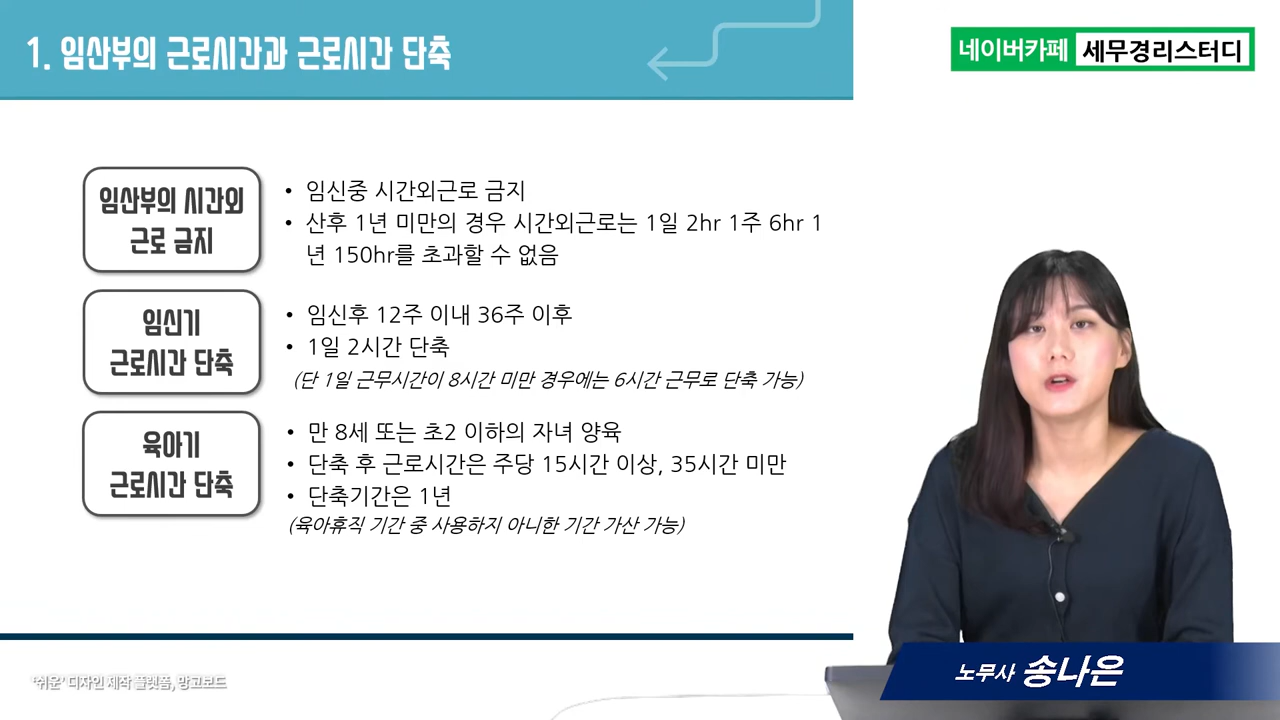 1. 임산부의 근로시간과 근로시간 단축
네이버카페 세무경리스터디
임산부의 시간외
근로 금지
• 임신중 시간외근로 금지
• 산후 1년 미만의 경우 시간외근로는 1일 2hr 1주 6hr 1
년 150hr를 초과할 수 없음
임신기
근로시간 단축
• 임신후 12주 이내 36주 이후
• 1일 2시간 단축
(단 1일 근무시간이 8시간 미만 경우에는 6시간 근무로 단축 가능)
육아기
근로시간 단축
• 만 8세 또는 초2 이하의 자녀 양육
• 단축 후 근로시간은 주당 15시간 이상, 35시간 미만
• 단축기간은 1년
(육아휴직 기간 중 사용하지 아니한 기간 가산 가능)
노무사 송나은
'쉬운' 디자인 제작 플랫폼, 망고보드